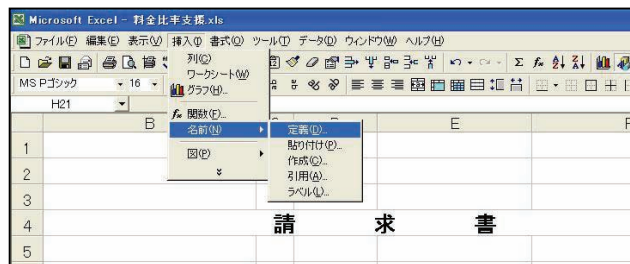 Microsoft Excel - 料金比率支援.xls
ファイル(F) 編集(E) 表示(V) 挿入(I) 書式(O) ツール(T) データ(D) ウィンドウ(W) ヘルプ(H)
列(C)
ワークシート(W)
グラフ(H)...
関数(F)...
名前(N)
図(P)
定義(D)...
貼り付け(P)...
作成(C)...
引用(A)...
ラベル(L)...
MS Pゴシック 16
H21
B E F
1
2
3
4 請 求 書
5